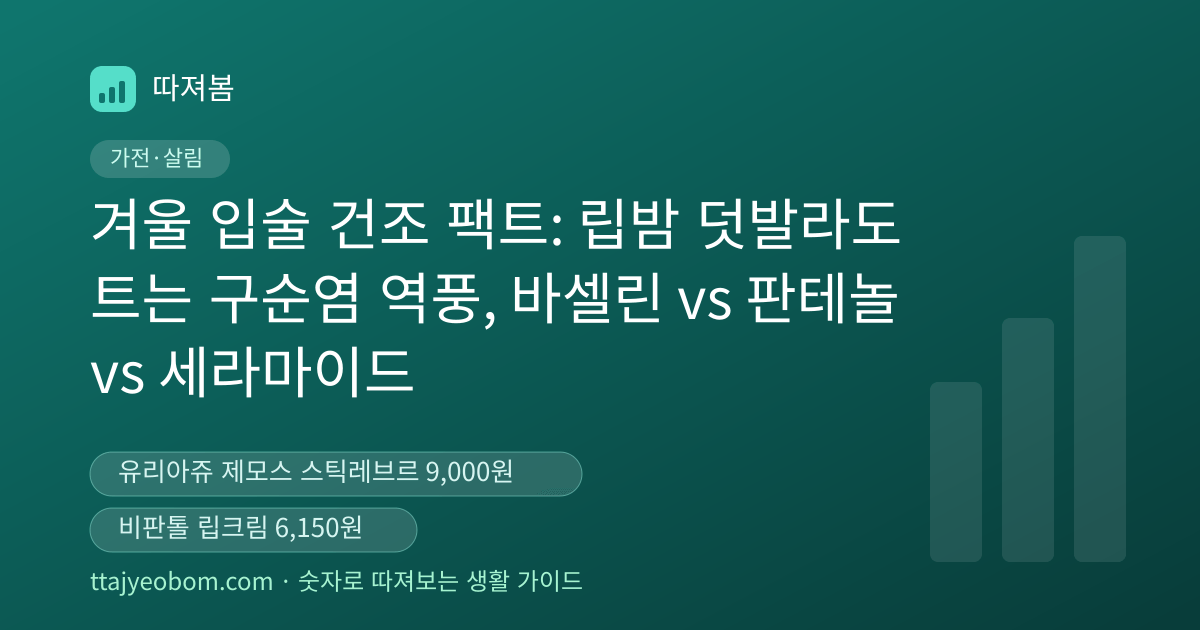 따져봄
가전·살림
겨울 입술 건조 팩트: 립밤 덧발라도
트는 구순염 역풍, 바셀린 vs 판테놀
vs 세라마이드
유리아쥬 제모스 스틱레브르 9,000원
비판톨 립크림 6,150원
ttajyeobom.com · 숫자로 따져보는 생활 가이드